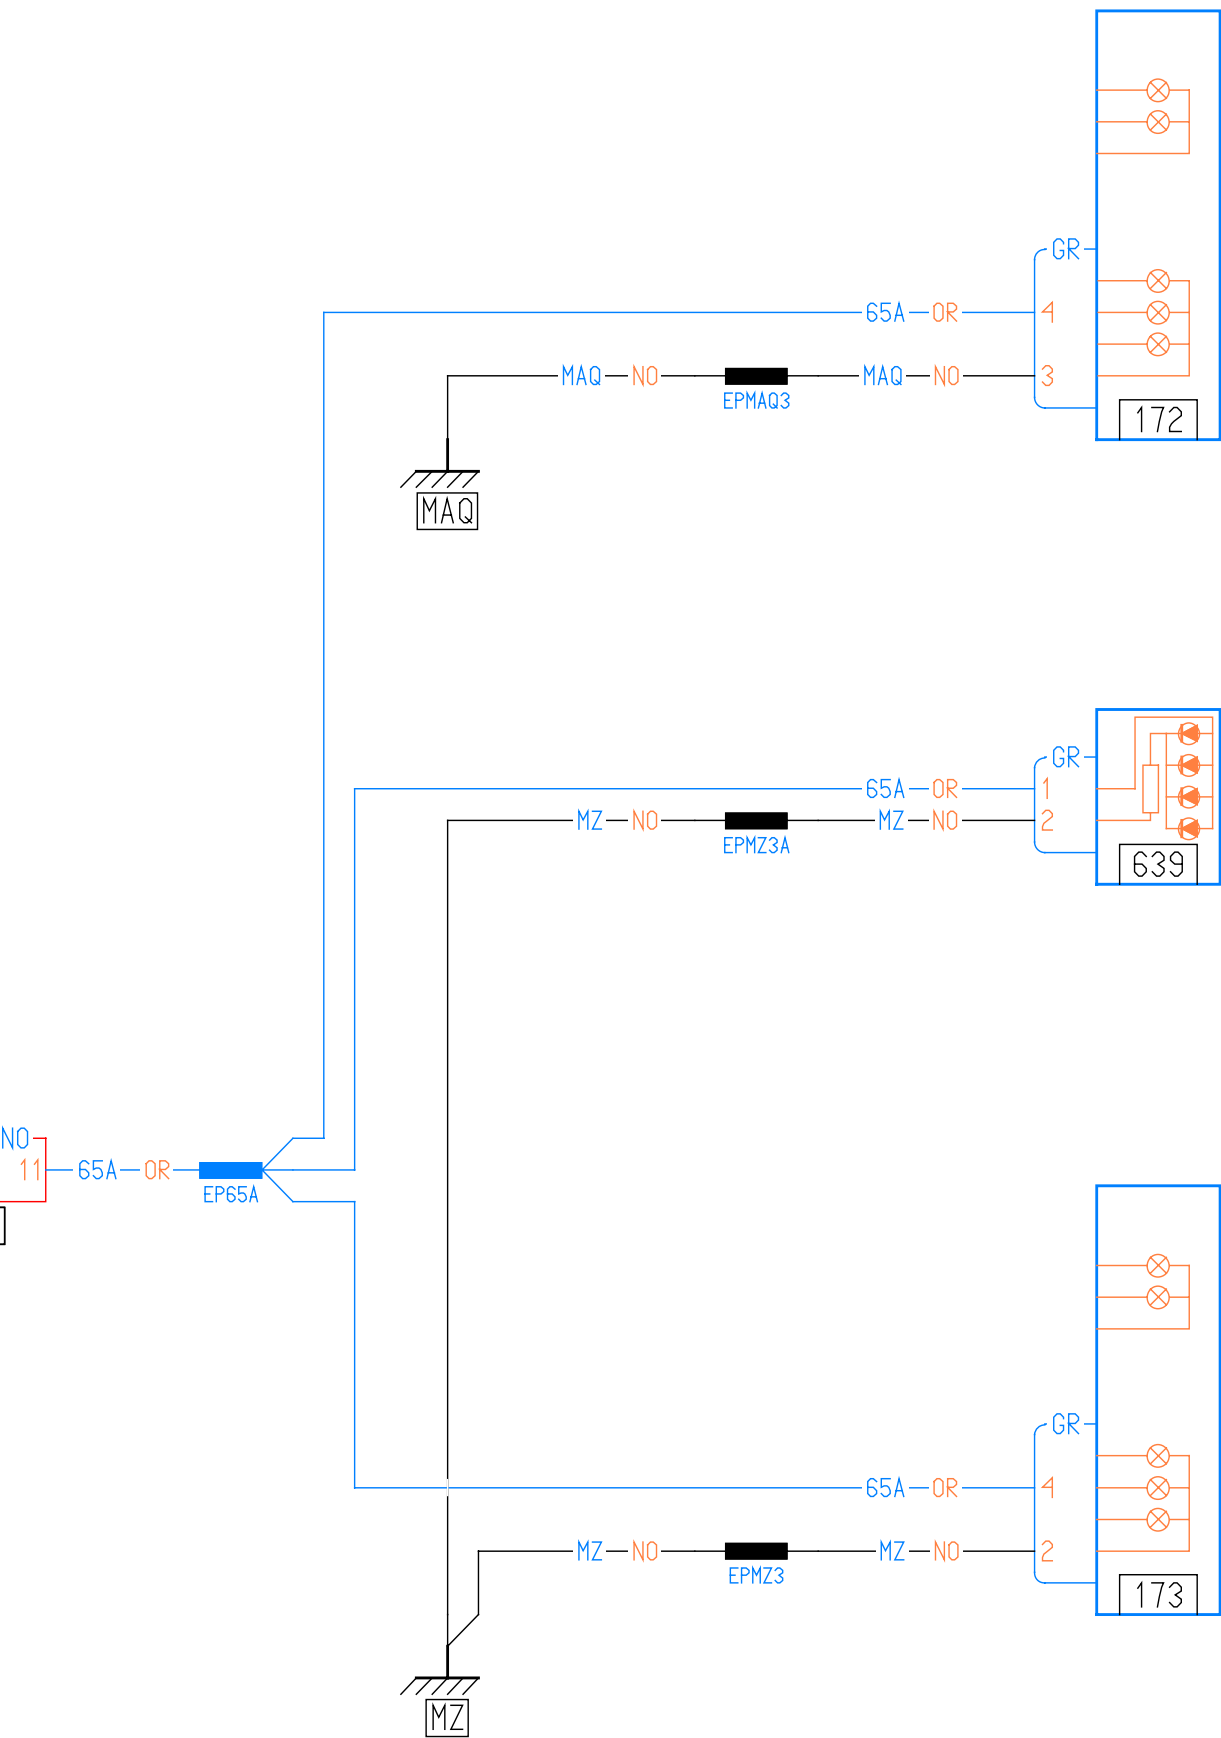 GR
65A OR 4
MAQ NO MAQ NO 3
EPMAQ3
172
MAQ
GR
65A OR 1
MZ NO MZ NO 2
EPMZ3A
639
NO
11 65A OR
EP65A
GR
65A OR 4
MZ NO MZ NO 2
EPMZ3
173
MZ